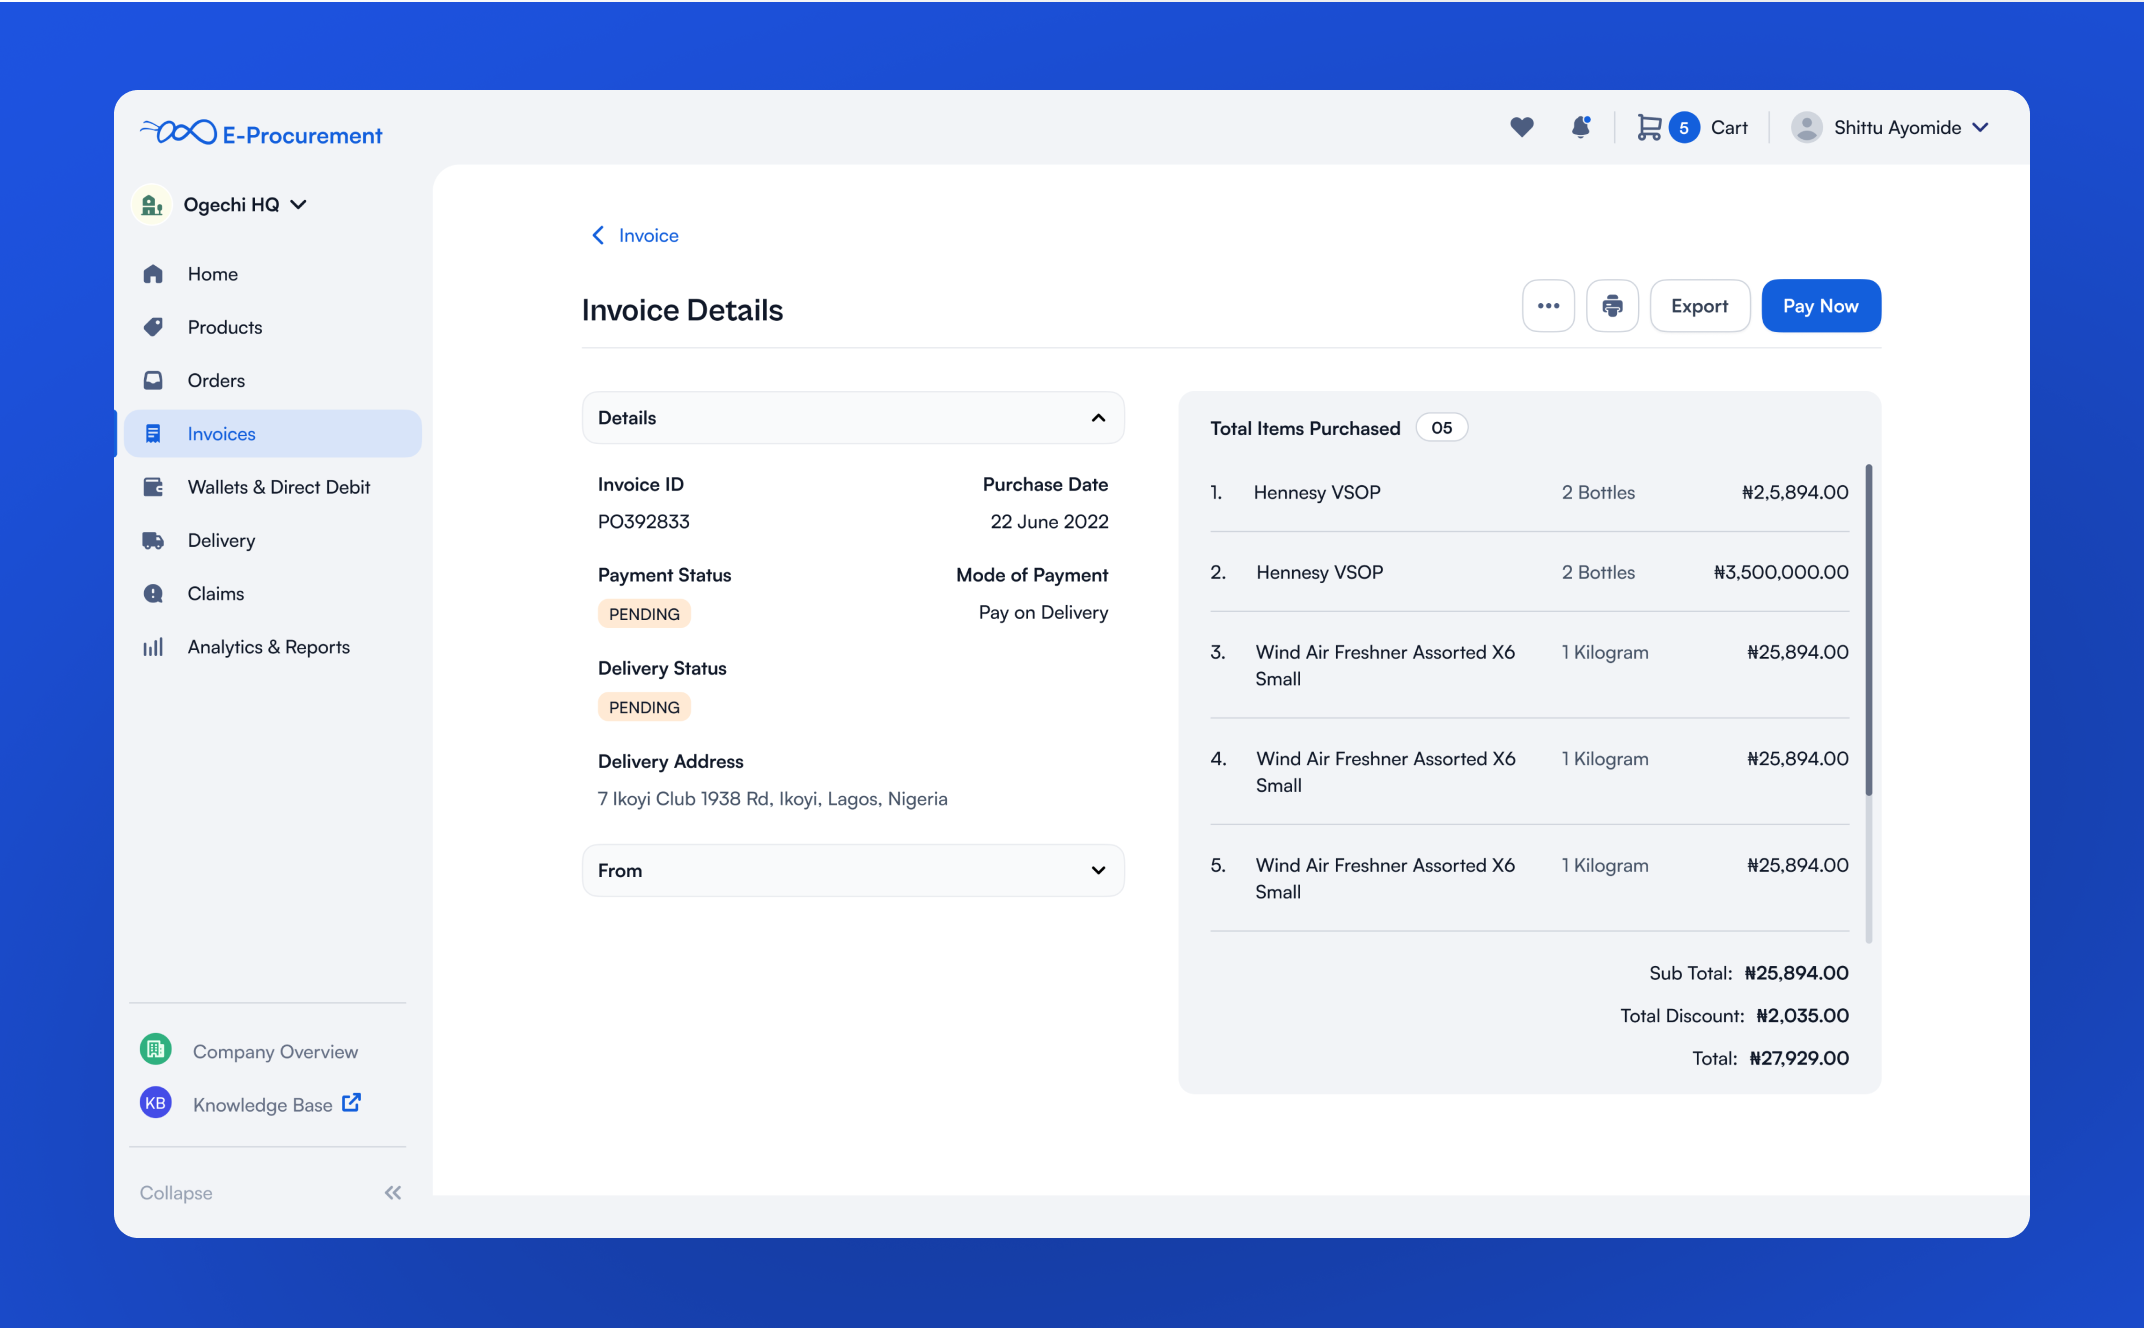 E-Procurement
5
Cart
Shittu Ayomide
Ogechi HQ
Home
Products
Orders
Invoices
Wallets & Direct Debit
Delivery
Claims
Analytics & Reports
Company Overview
KB
Knowledge Base
Collapse
Invoice
Invoice Details
Export
Pay Now
Details
Invoice ID
Purchase Date
PO392833
22 June 2022
Payment Status
Mode of Payment
PENDING
Pay on Delivery
Delivery Status
PENDING
Delivery Address
7 Ikoyi Club 1938 Rd, Ikoyi, Lagos, Nigeria
From
Total Items Purchased 05
1. Hennesy VSOP 2 Bottles ₦2,5,894.00
2. Hennesy VSOP 2 Bottles ₦3,500,000.00
3. Wind Air Freshner Assorted X6 1 Kilogram ₦25,894.00
Small
4. Wind Air Freshner Assorted X6 1 Kilogram ₦25,894.00
Small
5. Wind Air Freshner Assorted X6 1 Kilogram ₦25,894.00
Small
Sub Total: ₦25,894.00
Total Discount: ₦2,035.00
Total: ₦27,929.00